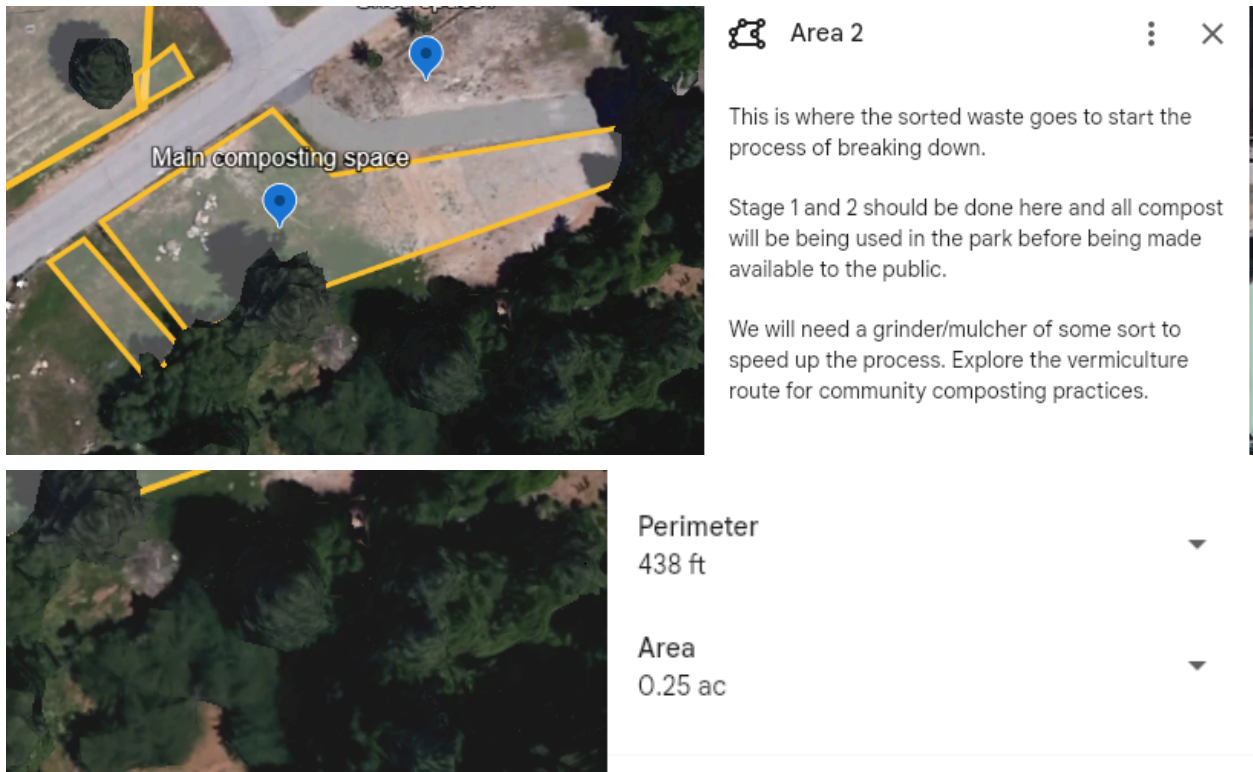 Area 2
Main composting space
This is where the sorted waste goes to start the
process of breaking down.
Stage 1 and 2 should be done here and all compost
will be being used in the park before being made
available to the public.
We will need a grinder/mulcher of some sort to
speed up the process. Explore the vermiculture
route for community composting practices.
Perimeter
438 ft
Area
0.25 ac